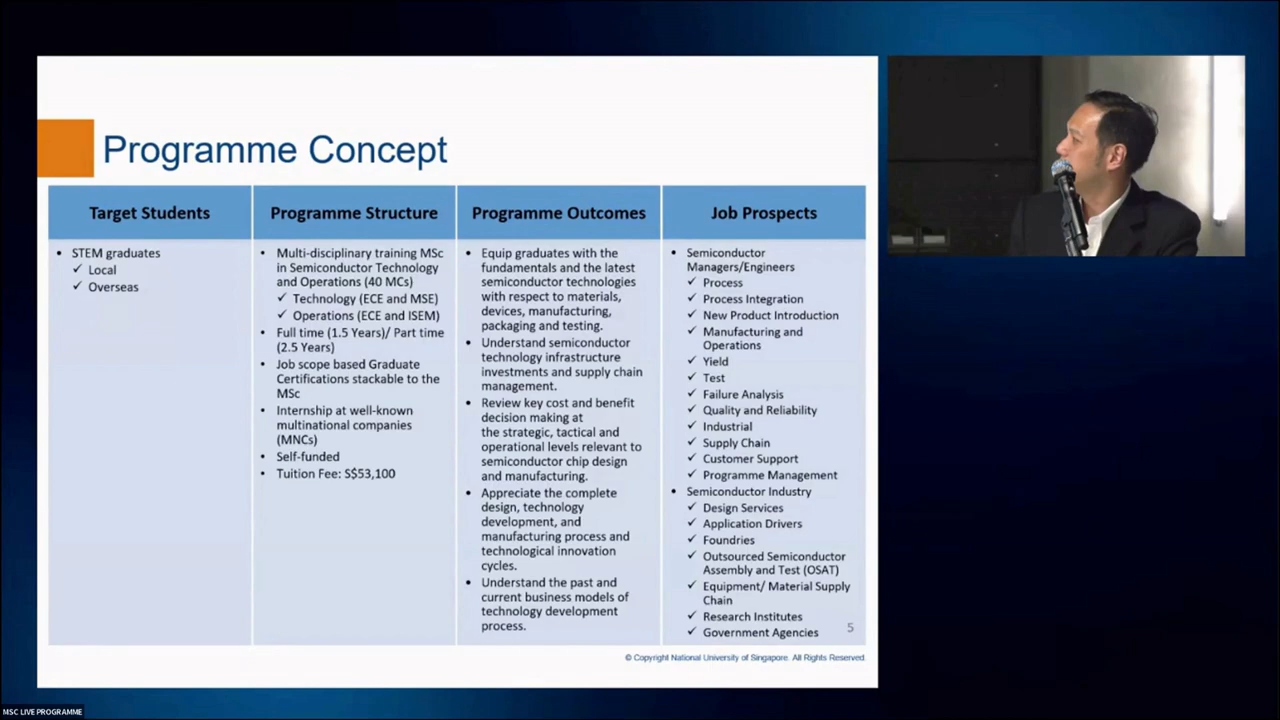 Programme Concept
Target Students
• STEM graduates
✓ Local
✓ Overseas
Programme Structure
• Multi-disciplinary training MSc
in Semiconductor Technology
and Operations (40 MCs)
✓ Technology (ECE and MSE)
✓ Operations (ECE and ISEM)
• Full time (1.5 Years)/ Part time
(2.5 Years)
• Job scope based Graduate
Certifications stackable to the
MSc
• Internship at well-known
multinational companies
(MNCs)
• Self-funded
• Tuition Fee: S$53,100
Programme Outcomes
• Equip graduates with the
fundamentals and the latest
semiconductor technologies
with respect to materials,
devices, manufacturing,
packaging and testing.
• Understand semiconductor
technology infrastructure
investments and supply chain
management.
• Review key cost and benefit
decision making at
the strategic, tactical and
operational levels relevant to
semiconductor chip design
and manufacturing.
• Appreciate the complete
design, technology
development, and
manufacturing process and
technological innovation
cycles.
• Understand the past and
current business models of
technology development
process.
Job Prospects
• Semiconductor
Managers/Engineers
✓ Process
✓ Process Integration
✓ New Product Introduction
✓ Manufacturing and
Operations
✓ Yield
✓ Test
✓ Failure Analysis
✓ Quality and Reliability
✓ Industrial
✓ Supply Chain
✓ Customer Support
✓ Programme Management
• Semiconductor Industry
✓ Design Services
✓ Application Drivers
✓ Foundries
✓ Outsourced Semiconductor
Assembly and Test (OSAT)
✓ Equipment/ Material Supply
Chain
✓ Research Institutes
✓ Government Agencies
5
© Copyright National University of Singapore. All Rights Reserved.
MSC LIVE PROGRAMME